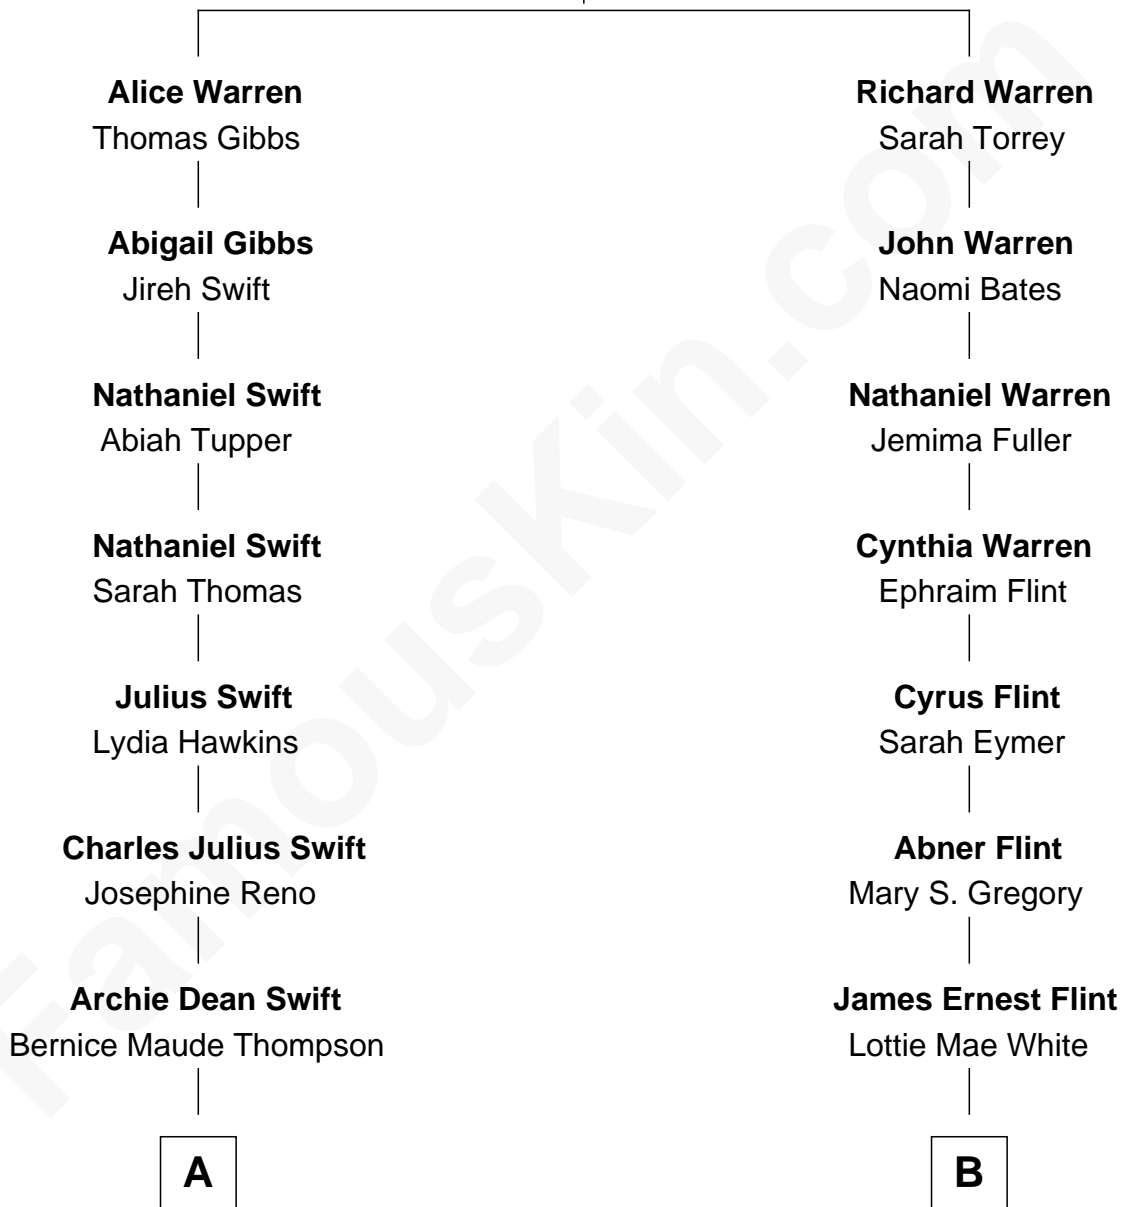 Alice Warren
Thomas Gibbs
Abigail Gibbs
Jireh Swift
Nathaniel Swift
Abiah Tupper
Nathaniel Swift
Sarah Thomas
Julius Swift
Lydia Hawkins
Charles Julius Swift
Josephine Reno
Archie Dean Swift
Bernice Maude Thompson
A
Richard Warren
Sarah Torrey
John Warren
Naomi Bates
Nathaniel Warren
Jemima Fuller
Cynthia Warren
Ephraim Flint
Cyrus Flint
Sarah Eymer
Abner Flint
Mary S. Gregory
James Ernest Flint
Lottie Mae White
B
FamousKin.com